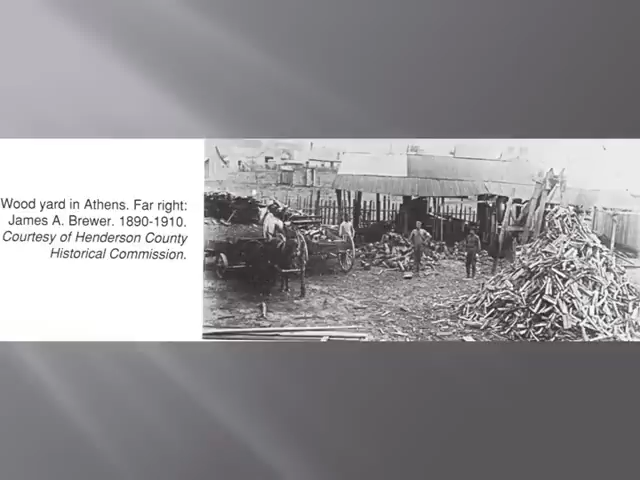 Wood yard in Athens. Far right:
James A. Brewer. 1890-1910.
Courtesy of Henderson County
Historical Commission.